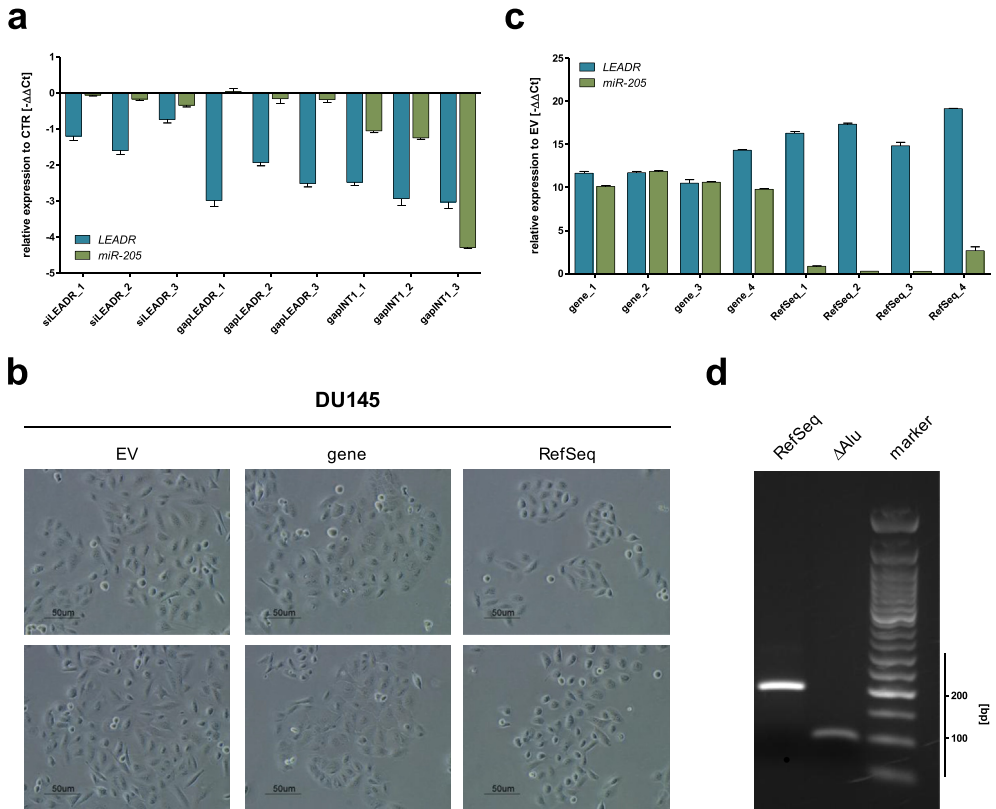 a
relative expression to CTR [-ΔΔCt]
1
0
-1
-2
-3
-4
-5
LEADR
miR-205
siLEADR_1
siLEADR_2
siLEADR_3
gapLEADR_1
gapLEADR_2
gapLEADR_3
gapINT1_1
gapINT1_2
gapINT1_3
c
relative expression to EV [-ΔΔCt]
25
20
15
10
5
0
LEADR
miR-205
gene_1
gene_2
gene_3
gene_4
RefSeq_1
RefSeq_2
RefSeq_3
RefSeq_4
b
DU145
EV
gene
RefSeq
50um
50um
50um
50um
50um
50um
d
RefSeq
ΔAlu
marker
200
100
[bp]